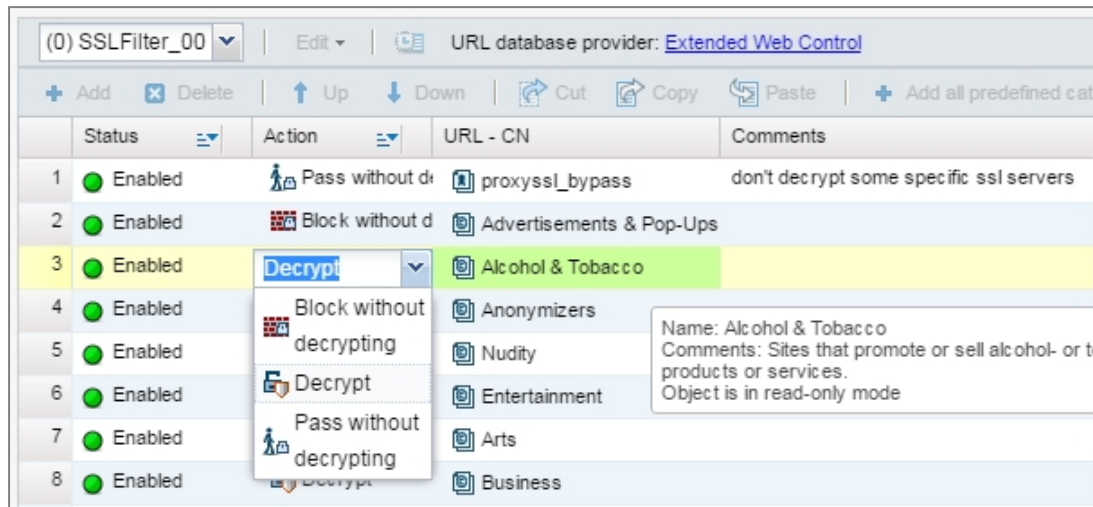 (0) SSLFilter_00 Edit URL database provider: Extended Web Control
Add Delete Up Down Cut Copy Paste Add all predefined cat
Status Action URL - CN Comments
1 Enabled Pass without de proxyssl_bypass don't decrypt some specific ssl servers
2 Enabled Block without d Advertisements & Pop-Ups
3 Enabled Decrypt Alcohol & Tobacco
4 Enabled Anonymizers
5 Enabled Nudity
6 Enabled Entertainment
7 Enabled Arts
8 Enabled Decrypt Business
Block without
decrypting
Decrypt
Pass without
decrypting
Name: Alcohol & Tobacco
Comments: Sites that promote or sell alcohol- or t
products or services.
Object is in read-only mode